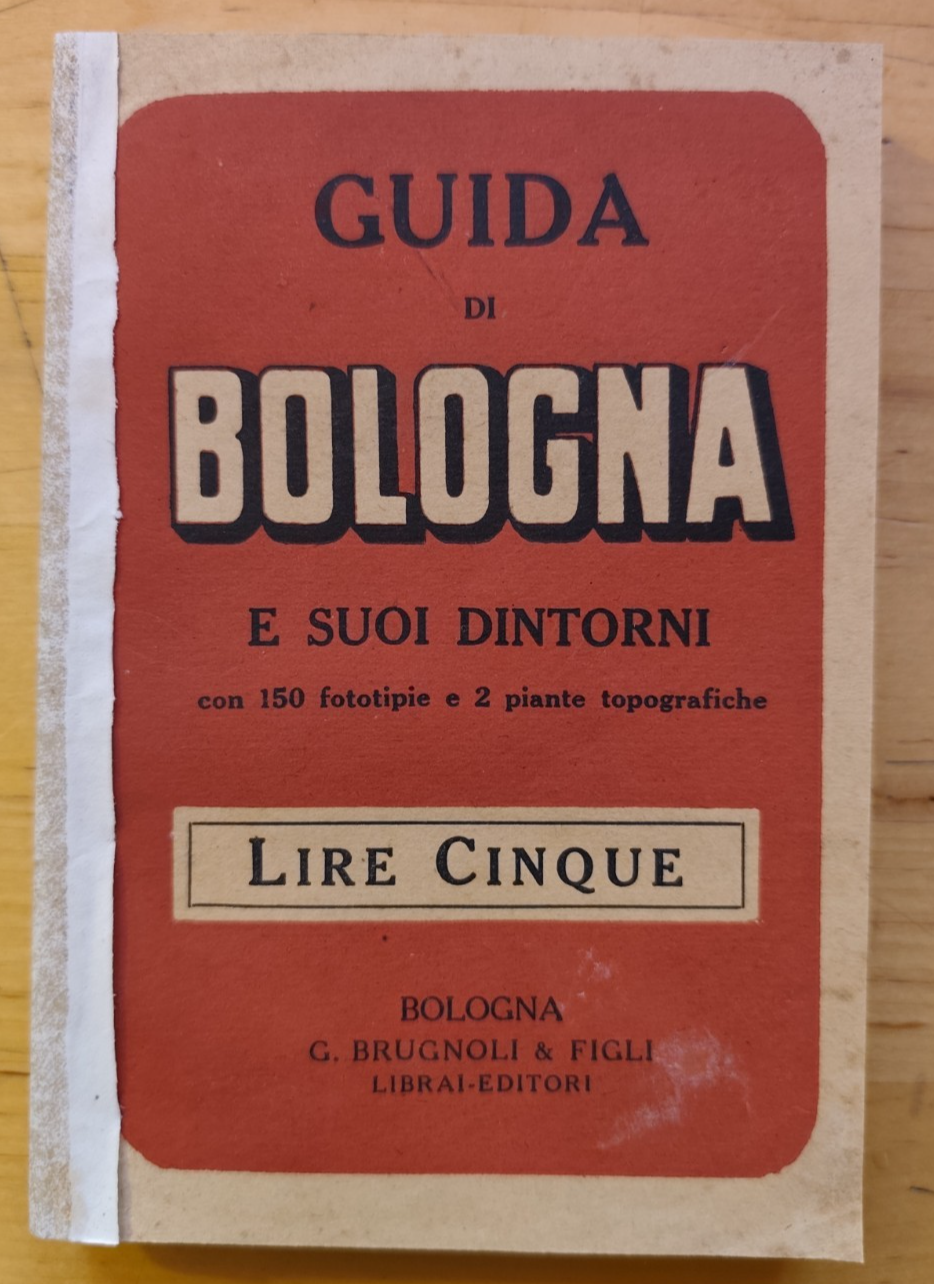 GUIDA
DI
BOLOGNA
E SUOI DINTORNI
con 150 fototipie e 2 piante topografiche
LIRE CINQUE
BOLOGNA
G. BRUGNOLI & FIGLI
LIBRAI-EDITORI